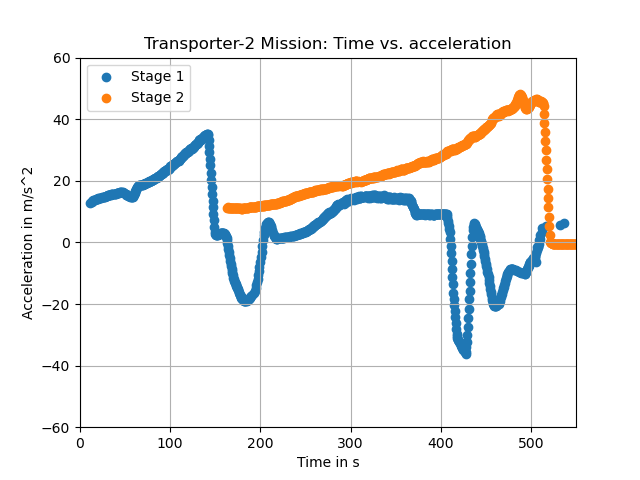 Transporter-2 Mission: Time vs. acceleration
Stage 1
Stage 2
60
40
20
0
−20
−40
−60
Acceleration in m/s^2
0 100 200 300 400 500
Time in s